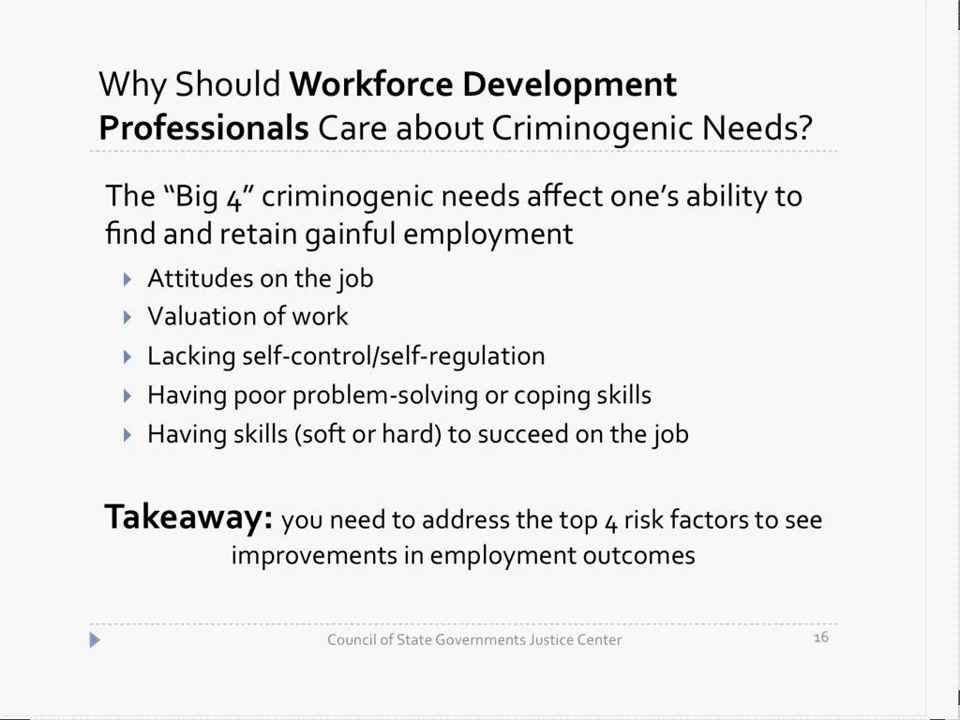 Why Should Workforce Development
Professionals Care about Criminogenic Needs?
The “Big 4” criminogenic needs affect one’s ability to
find and retain gainful employment
Attitudes on the job
Valuation of work
Lacking self-control/self-regulation
Having poor problem-solving or coping skills
Having skills (soft or hard) to succeed on the job
Takeaway: you need to address the top 4 risk factors to see
improvements in employment outcomes
Council of State Governments Justice Center
16